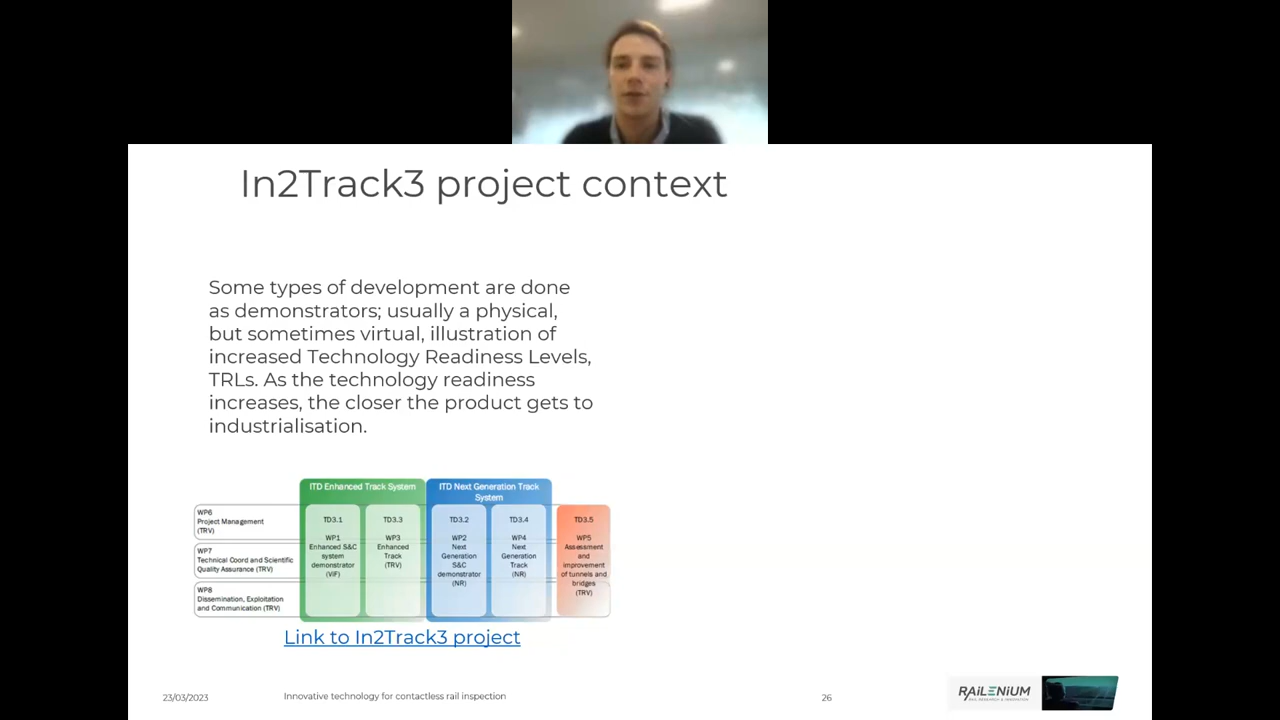 In2Track3 project context
Some types of development are done
as demonstrators; usually a physical,
but sometimes virtual, illustration of
increased Technology Readiness Levels,
TRLs. As the technology readiness
increases, the closer the product gets to
industrialisation.
ITD Enhanced Track System
ITD Next Generation Track
System
WP6
Project Management
(TRV)
WP7
Technical Coord and Scientific
Quality Assurance (TRV)
WP8
Dissemination, Exploitation
and Communication (TRV)
TD3.1
WP1
Enhanced S&C
system
demonstrator
(VIF)
TD3.3
WP3
Enhanced
Track
(TRV)
TD3.2
WP2
Next
Generation
S&C
demonstrator
(NR)
TD3.4
WP4
Next
Generation
Track
(NR)
TD3.5
WP5
Assessment
and
improvement
of tunnels and
bridges
(TRV)
Link to In2Track3 project
23/03/2023
Innovative technology for contactless rail inspection
26
RAILENIUM